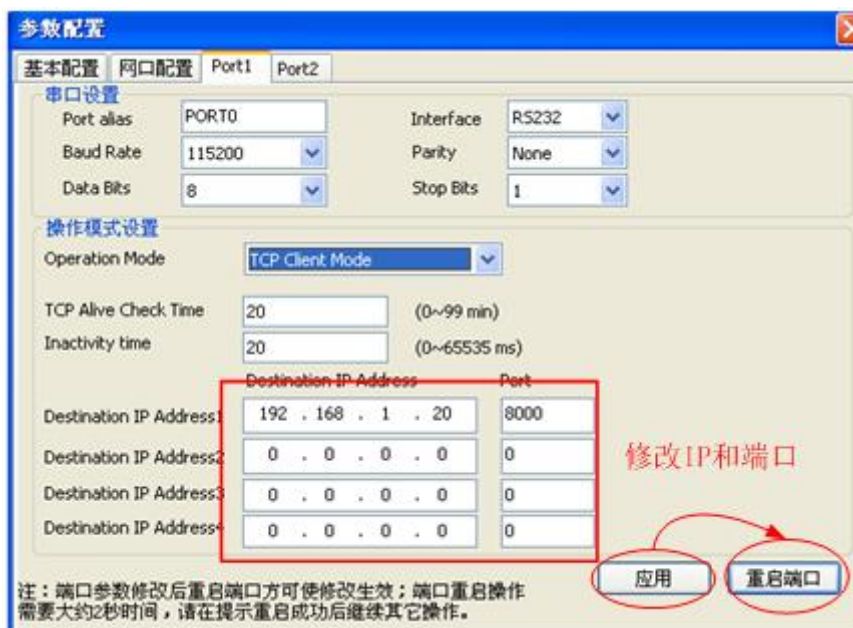 参数配置
基本配置 网口配置 Port1 Port2
串口设置
Port alias PORT0 Interface RS232
Baud Rate 115200 Parity None
Data Bits 8 Stop Bits 1
操作模式设置
Operation Mode TCP Client Mode
TCP Alive Check Time 20 (0~99 min)
Inactivity time 20 (0~65535 ms)
Destination IP Address Port
Destination IP Address1 192 . 168 . 1 . 20 8000
Destination IP Address2 0 . 0 . 0 . 0 0
Destination IP Address3 0 . 0 . 0 . 0 0
Destination IP Address4 0 . 0 . 0 . 0 0
修改IP和端口
应用 重启端口
注：端口参数修改后重启端口方可使修改生效；端口重启操作
需要大约2秒时间，请在提示重启成功后继续其它操作。